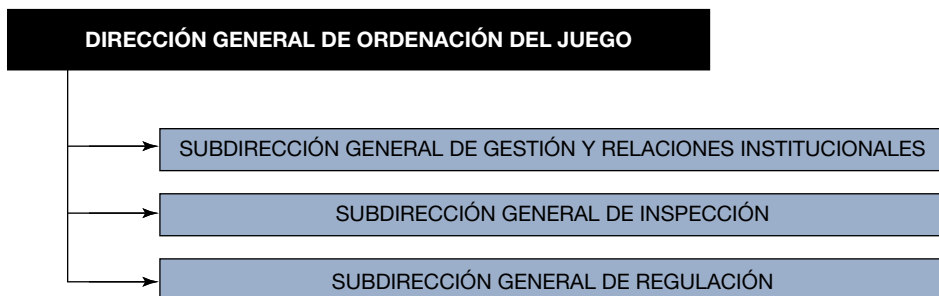 DIRECCIÓN GENERAL DE ORDENACIÓN DEL JUEGO
SUBDIRECCIÓN GENERAL DE GESTIÓN Y RELACIONES INSTITUCIONALES
SUBDIRECCIÓN GENERAL DE INSPECCIÓN
SUBDIRECCIÓN GENERAL DE REGULACIÓN